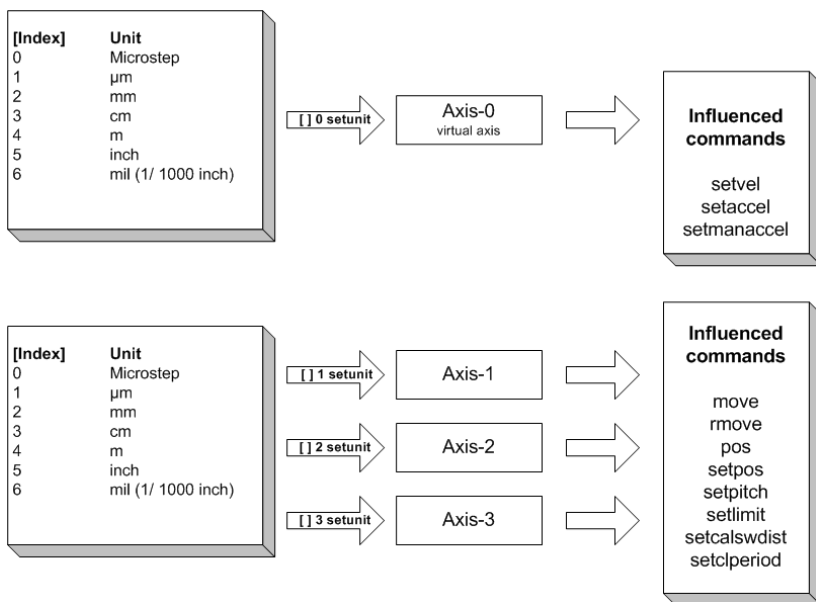 [Index] Unit
0 Microstep
1 µm
2 mm
3 cm
4 m
5 inch
6 mil (1/ 1000 inch)
[ ] 0 setunit
Axis-0
virtual axis
Influenced
commands
setvel
setaccel
setmanaccel
[Index] Unit
0 Microstep
1 µm
2 mm
3 cm
4 m
5 inch
6 mil (1/ 1000 inch)
[ ] 1 setunit
Axis-1
[ ] 2 setunit
Axis-2
[ ] 3 setunit
Axis-3
Influenced
commands
move
rmove
pos
setpos
setpitch
setlimit
setcalswdist
setclperiod